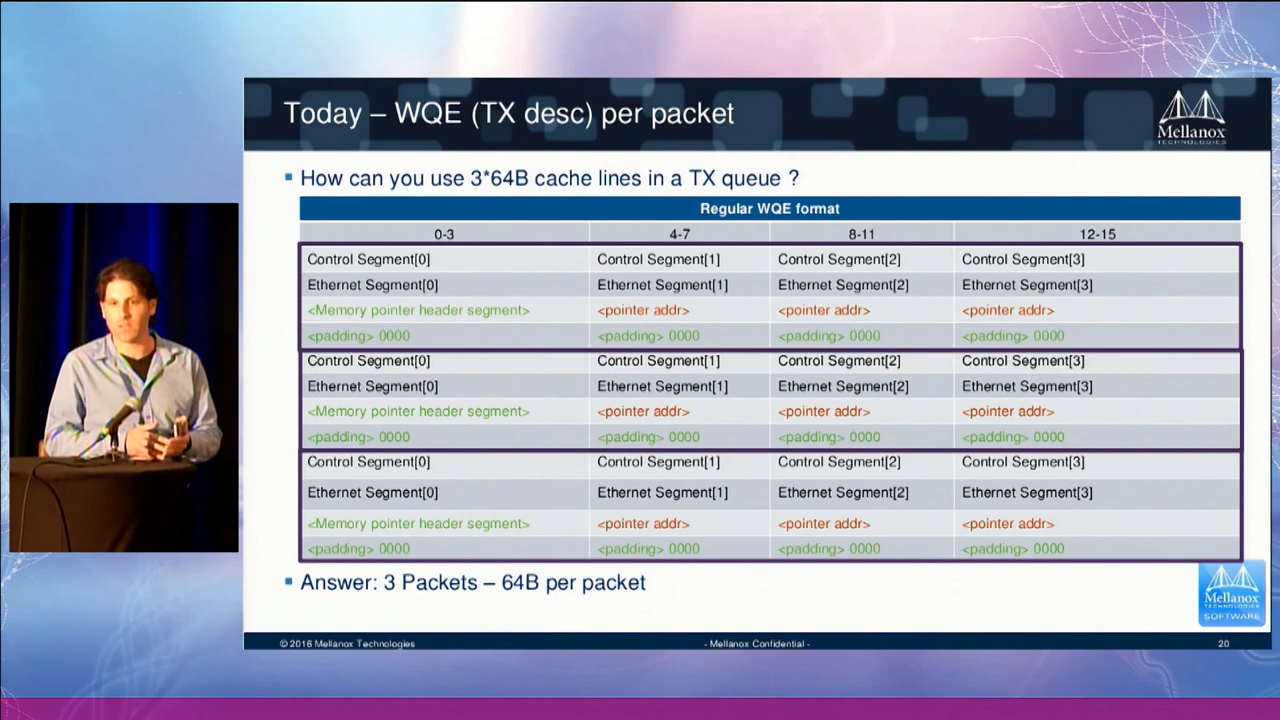 Today – WQE (TX desc) per packet
Mellanox
TECHNOLOGIES
How can you use 3*64B cache lines in a TX queue ?
Regular WQE format
0-3 4-7 8-11 12-15
Control Segment[0] Control Segment[1] Control Segment[2] Control Segment[3]
Ethernet Segment[0] Ethernet Segment[1] Ethernet Segment[2] Ethernet Segment[3]
<Memory pointer header segment> <pointer addr> <pointer addr> <pointer addr>
<padding> 0000 <padding> 0000 <padding> 0000 <padding> 0000
Control Segment[0] Control Segment[1] Control Segment[2] Control Segment[3]
Ethernet Segment[0] Ethernet Segment[1] Ethernet Segment[2] Ethernet Segment[3]
<Memory pointer header segment> <pointer addr> <pointer addr> <pointer addr>
<padding> 0000 <padding> 0000 <padding> 0000 <padding> 0000
Control Segment[0] Control Segment[1] Control Segment[2] Control Segment[3]
Ethernet Segment[0] Ethernet Segment[1] Ethernet Segment[2] Ethernet Segment[3]
<Memory pointer header segment> <pointer addr> <pointer addr> <pointer addr>
<padding> 0000 <padding> 0000 <padding> 0000 <padding> 0000
Answer: 3 Packets – 64B per packet
Mellanox
TECHNOLOGIES
SOFTWARE
© 2016 Mellanox Technologies - Mellanox Confidential - 20